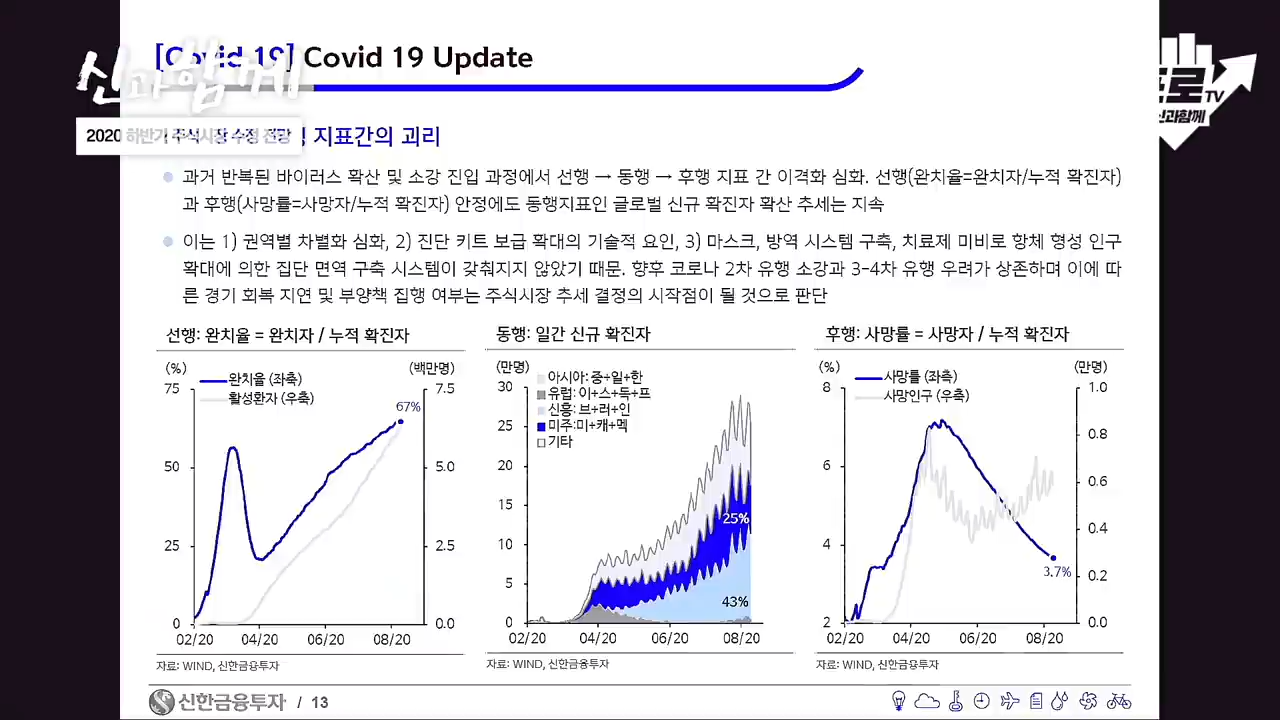 [Covid 19] Covid 19 Update
신과함께
TV
신과함께
2020 하반기 주식시장 수정 전망
지표간의 괴리
과거 반복된 바이러스 확산 및 소강 진입 과정에서 선행 → 동행 → 후행 지표 간 이격화 심화. 선행(완치율=완치자/누적 확진자)
과 후행(사망률=사망자/누적 확진자) 안정에도 동행지표인 글로벌 신규 확진자 확산 추세는 지속
이는 1) 권역별 차별화 심화, 2) 진단 키트 보급 확대의 기술적 요인, 3) 마스크, 방역 시스템 구축, 치료제 미비로 항체 형성 인구
확대에 의한 집단 면역 구축 시스템이 갖춰지지 않았기 때문. 향후 코로나 2차 유행 소강과 3-4차 유행 우려가 상존하며 이에 따
른 경기 회복 지연 및 부양책 집행 여부는 주식시장 추세 결정의 시작점이 될 것으로 판단
선행: 완치율 = 완치자 / 누적 확진자
(%)
(백만명)
완치율 (좌축)
활성환자 (우축)
75
50
25
0
7.5
5.0
2.5
0.0
67%
02/20 04/20 06/20 08/20
자료: WIND, 신한금융투자
동행: 일간 신규 확진자
(만명)
아시아: 중+일+한
유럽: 이+스+독+프
신흥: 브+러+인
미주:미+캐+멕
기타
30
25
20
15
10
5
0
25%
43%
02/20 04/20 06/20 08/20
자료: WIND, 신한금융투자
후행: 사망률 = 사망자 / 누적 확진자
(%)
(만명)
사망률 (좌축)
사망인구 (우축)
8
6
4
2
1.0
0.8
0.6
0.4
0.2
0.0
3.7%
02/20 04/20 06/20 08/20
자료: WIND, 신한금융투자
신한금융투자 / 13